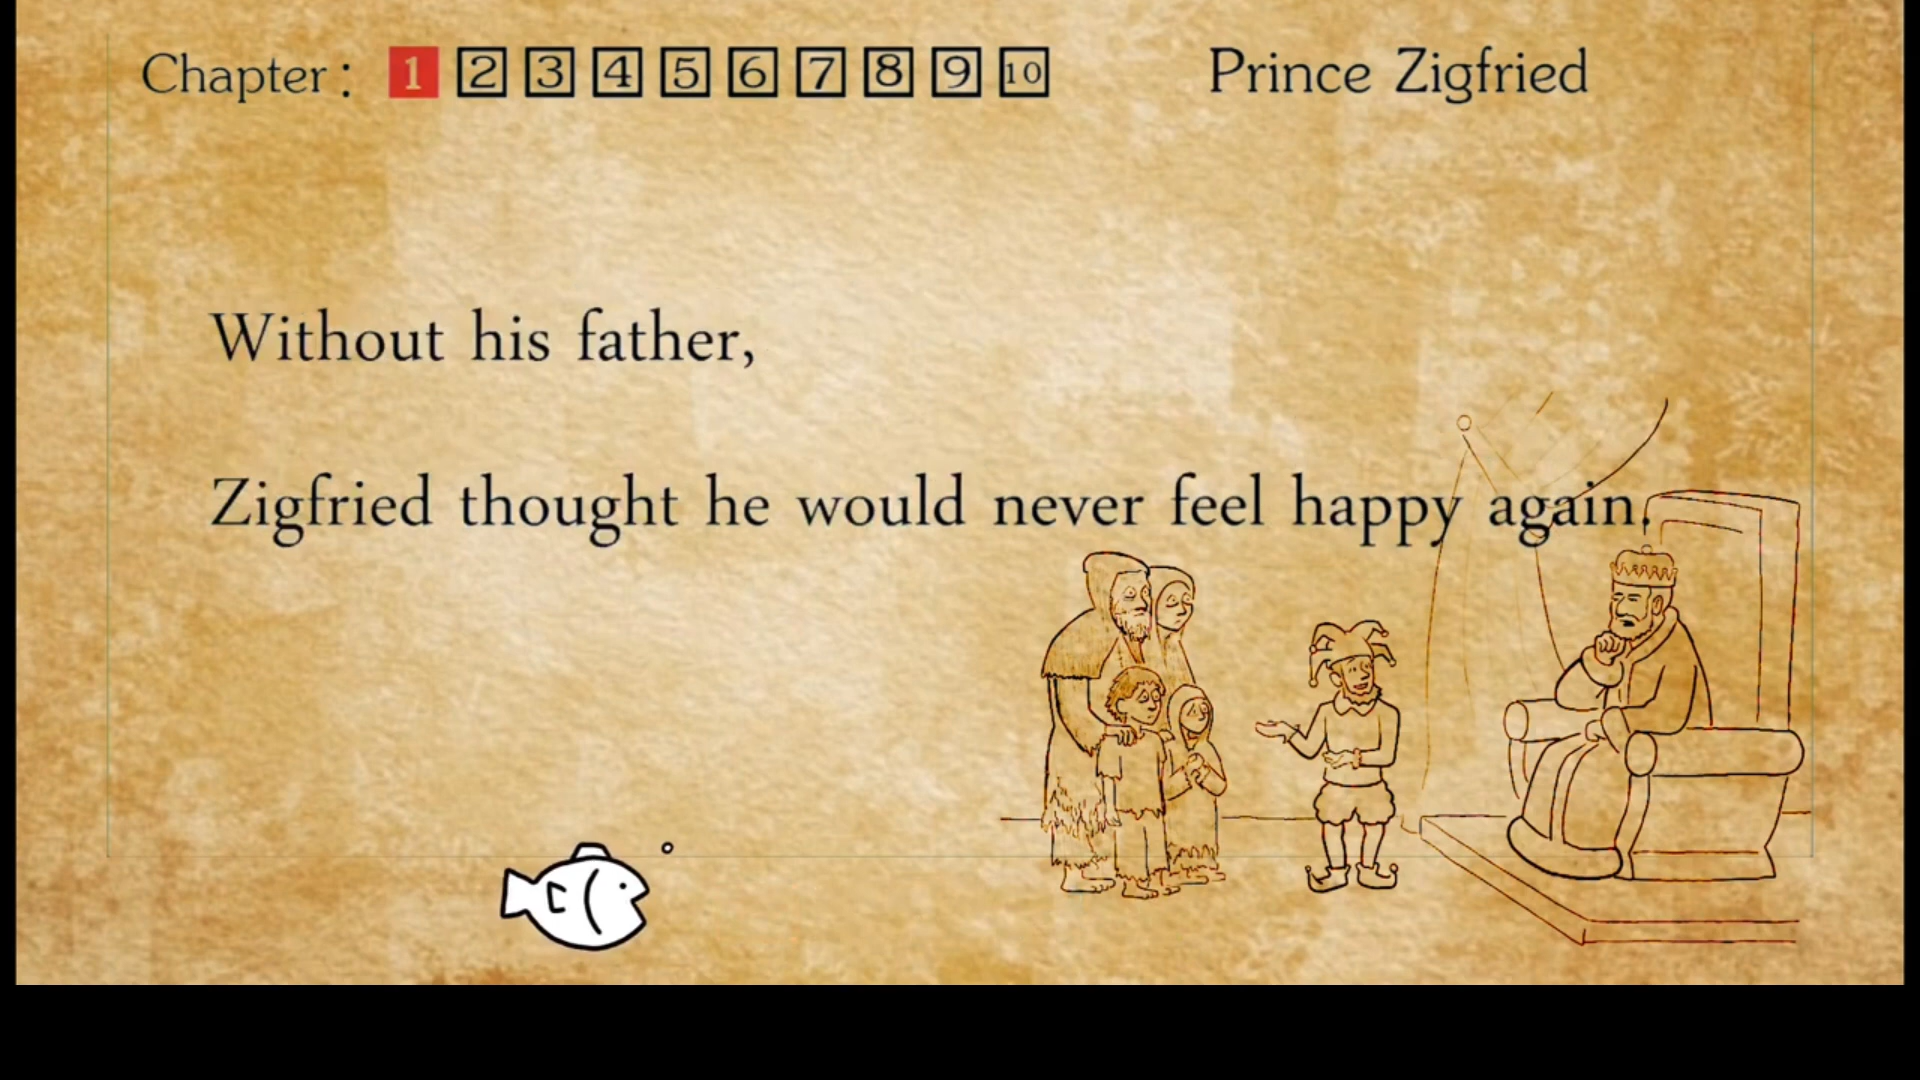 Chapter: 1 2 3 4 5 6 7 8 9 10 Prince Zigfried
Without his father,
Zigfried thought he would never feel happy again.